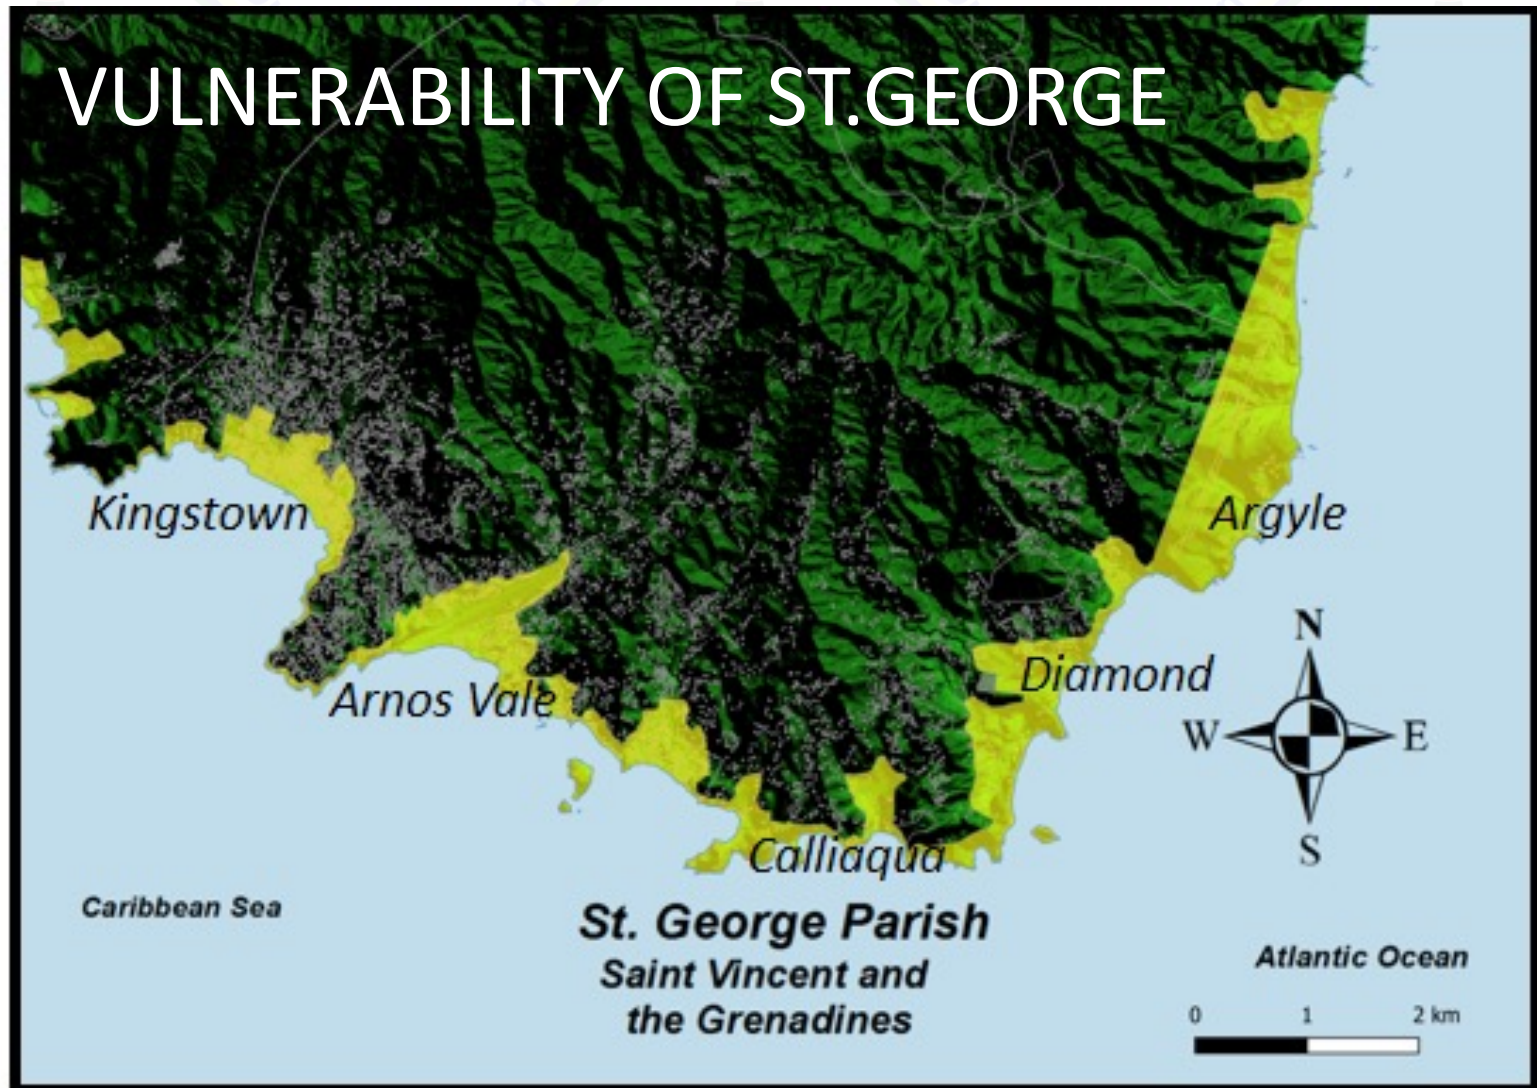 VULNERABILITY OF ST.GEORGE
Kingstown
Argyle
Arnos Vale
Diamond
N
W
E
S
Calliaqua
Caribbean Sea
St. George Parish
Saint Vincent and
the Grenadines
Atlantic Ocean
0 1 2 km